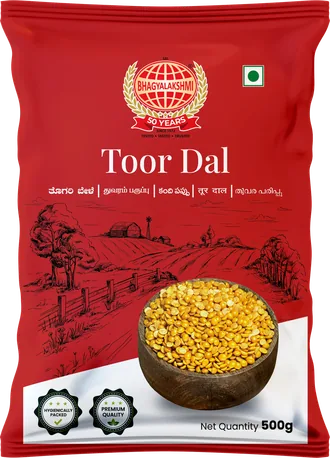 BHAGYALAKSHMI
50 YEARS
Toor Dal
ತೊಗರಿ ಬೇಳೆ | துவரம் பருப்பு | కంది పప్పు | तूर दाल | തുവര പരിപ്പ്
HYGIENICALLY
PACKED
PREMIUM
QUALITY
Net Quantity 500g